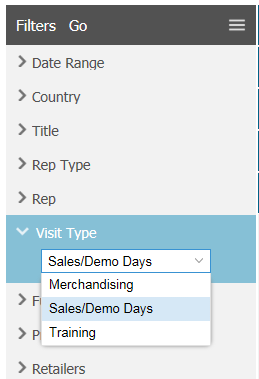 Filters Go
Date Range
Country
Title
Rep Type
Rep
Visit Type
Sales/Demo Days
Merchandising
Sales/Demo Days
Training
Retailers